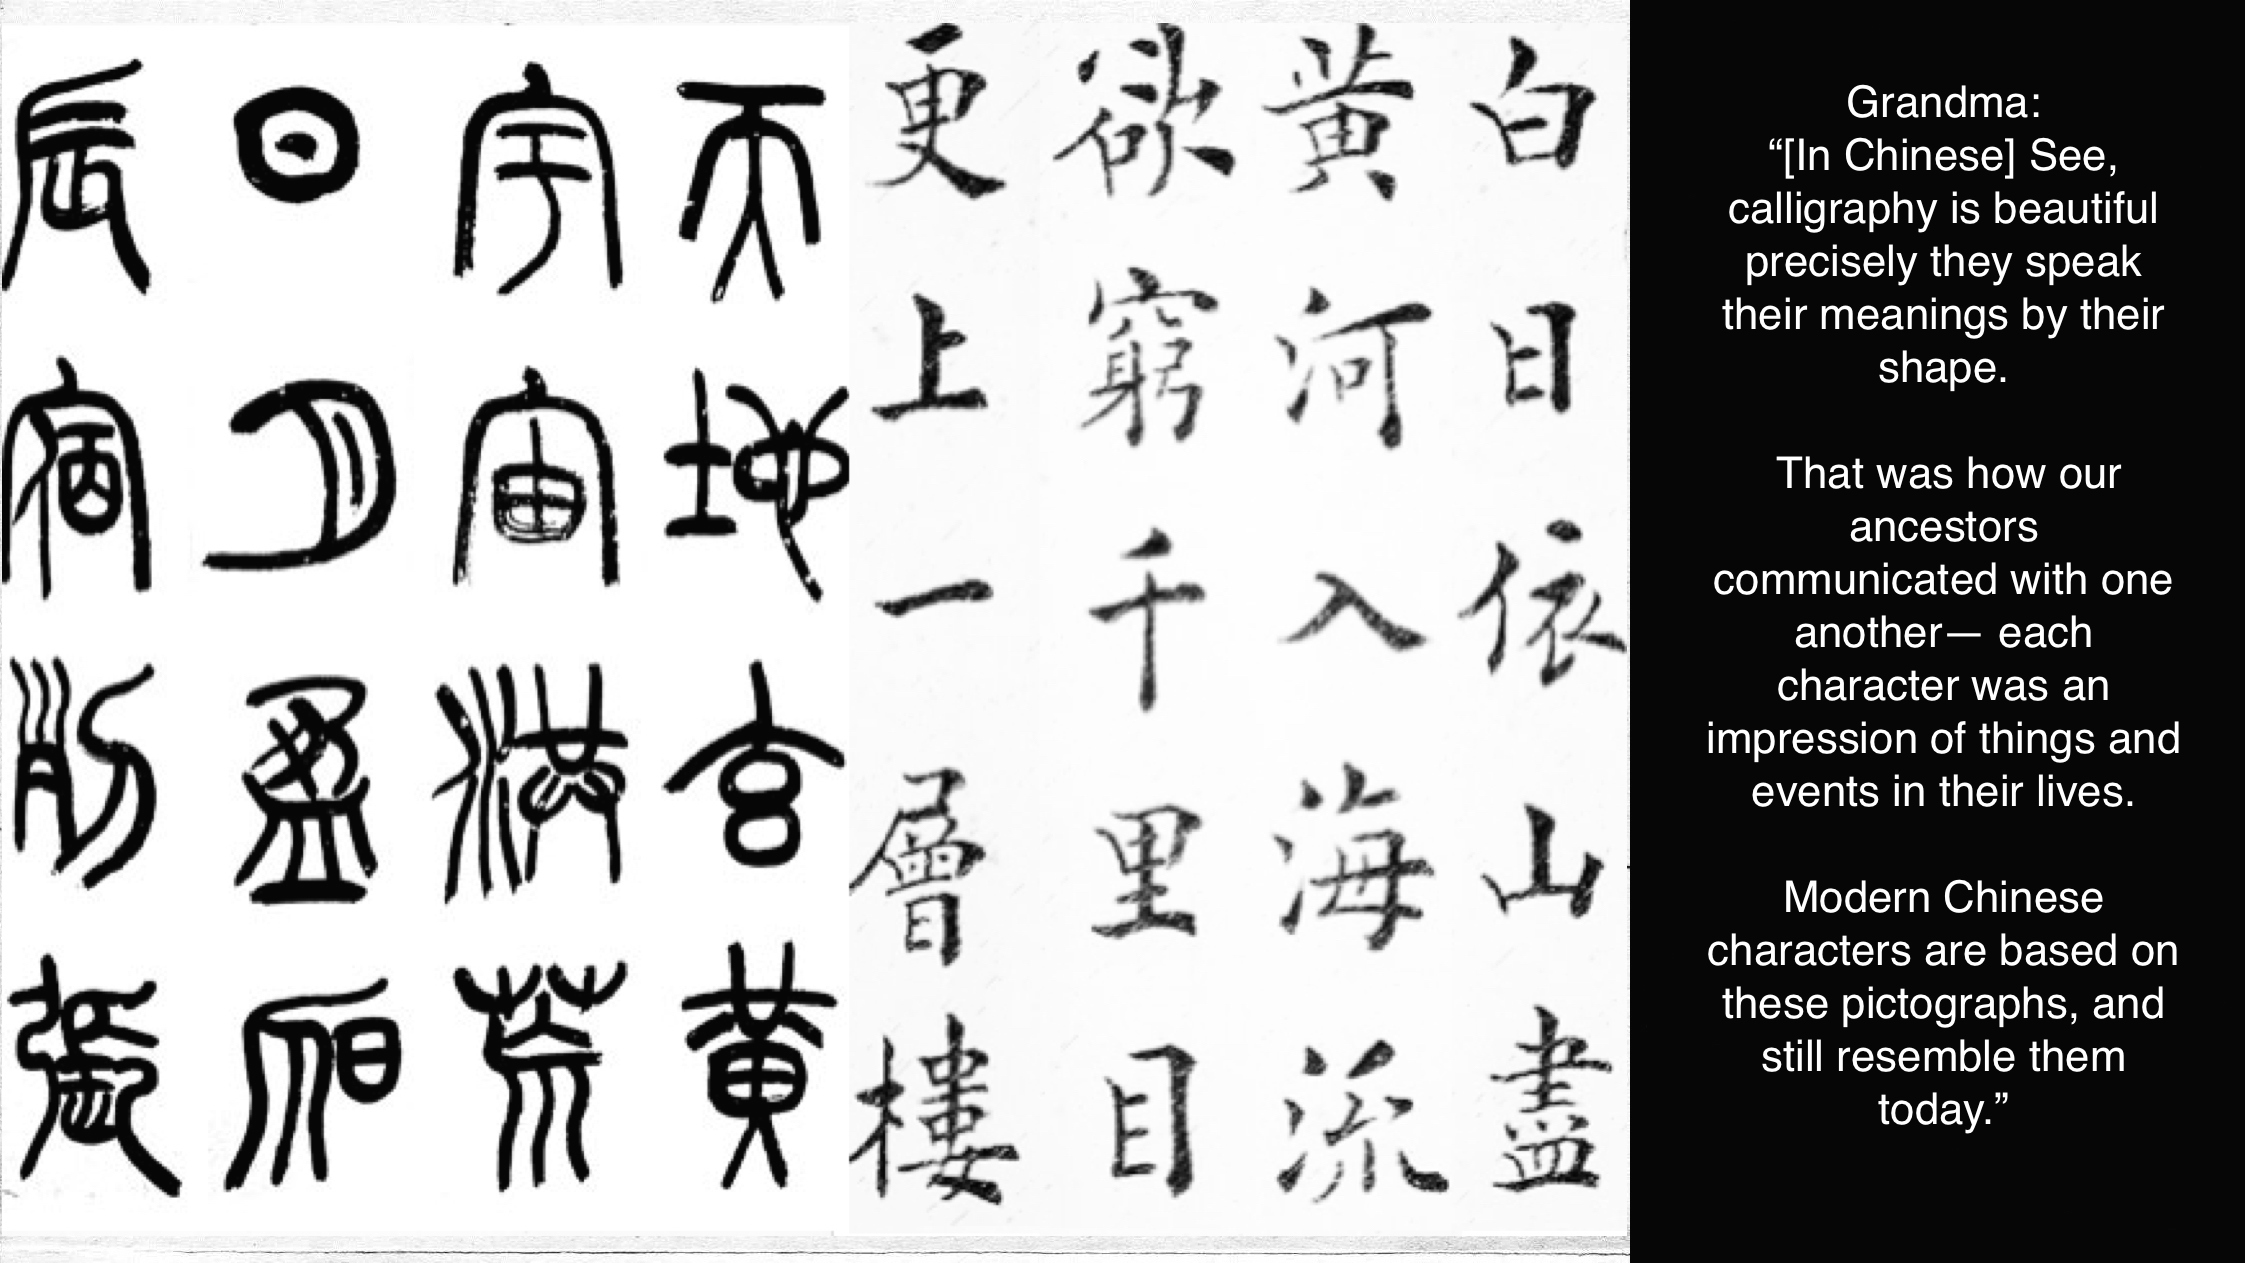 天地玄黃
宇宙洪荒
日月盈昃
辰宿列張
白日依山盡
黄河入海流
欲窮千里目
更上一層樓
Grandma:
“[In Chinese] See,
calligraphy is beautiful
precisely they speak
their meanings by their
shape.
That was how our
ancestors
communicated with one
another— each
character was an
impression of things and
events in their lives.
Modern Chinese
characters are based on
these pictographs, and
still resemble them
today.”